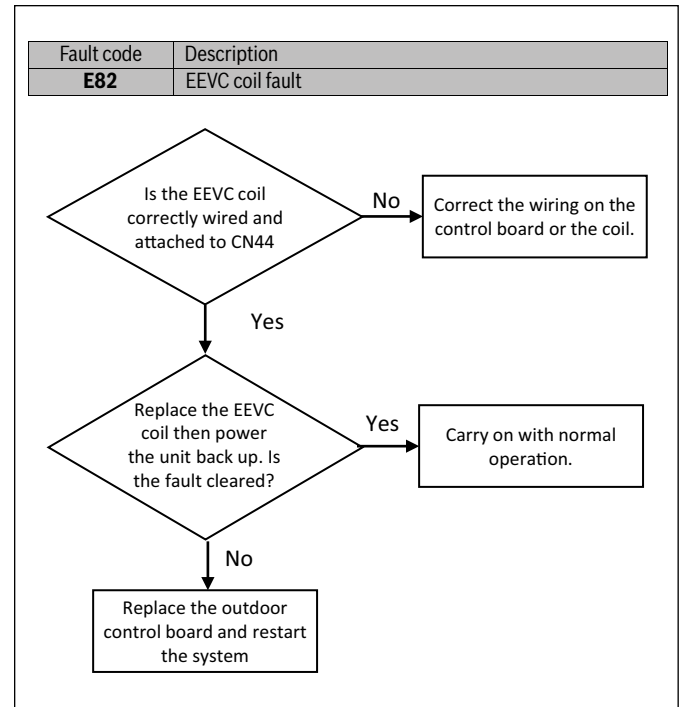 Fault code Description
E82 EEVC coil fault
Is the EEVC coil
correctly wired and
attached to CN44
No
Correct the wiring on the
control board or the coil.
Yes
Replace the EEVC
coil then power
the unit back up. Is
the fault cleared?
Yes
Carry on with normal
operation.
No
Replace the outdoor
control board and restart
the system